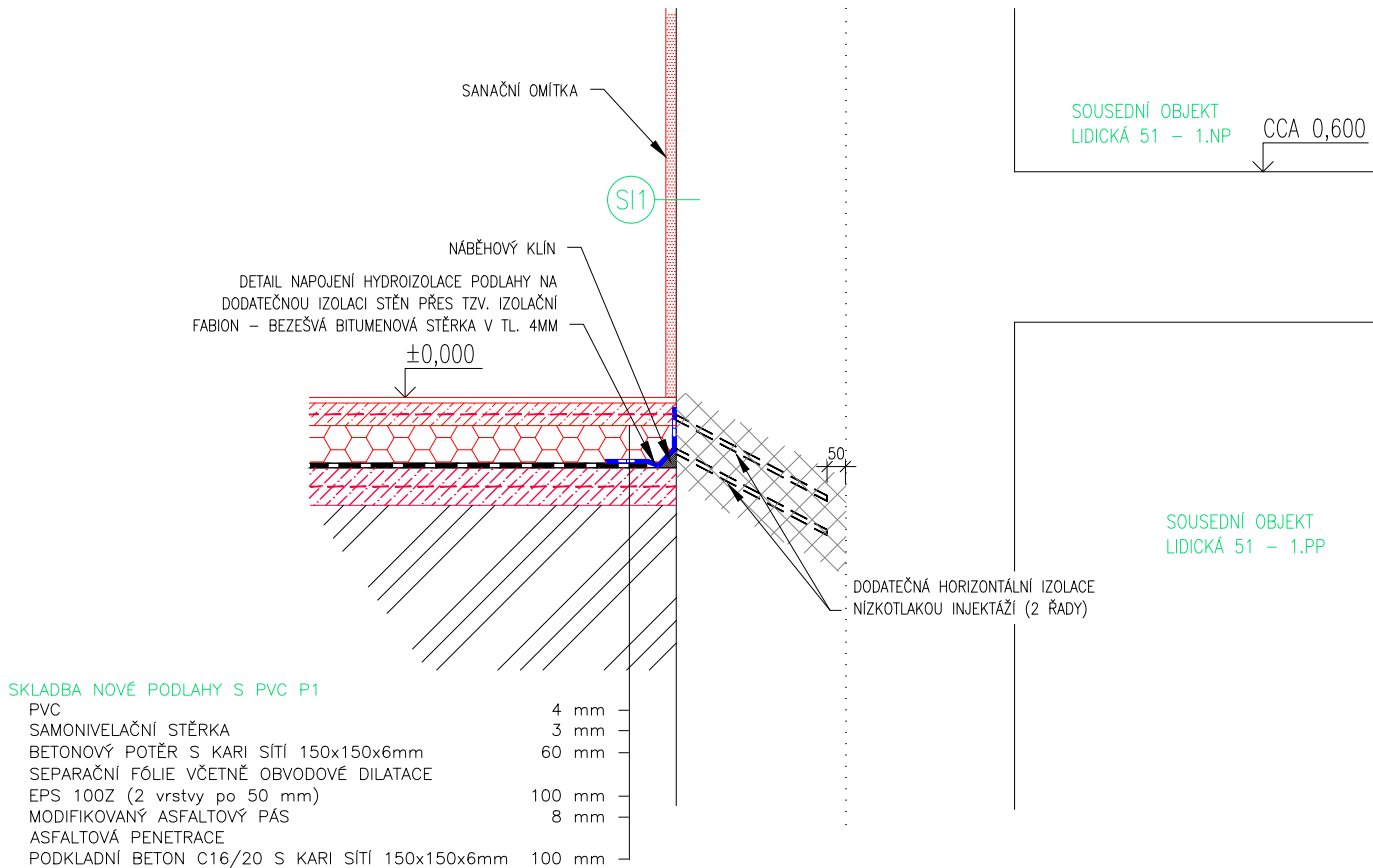 SANAČNÍ OMÍTKA
SOUSEDNÍ OBJEKT
LIDICKÁ 51 – 1.NP
CCA 0,600
SI1
NÁBĚHOVÝ KLÍN
DETAIL NAPOJENÍ HYDROIZOLACE PODLAHY NA
DODATEČNOU IZOLACI STĚN PŘES TZV. IZOLAČNÍ
FABION – BEZEŠVÁ BITUMENOVÁ STĚRKA V TL. 4MM
±0,000
50
SOUSEDNÍ OBJEKT
LIDICKÁ 51 – 1.PP
DODATEČNÁ HORIZONTÁLNÍ IZOLACE
NÍZKOTLAKOU INJEKTÁŽÍ (2 ŘADY)
SKLADBA NOVÉ PODLAHY S PVC P1
PVC 4 mm
SAMONIVELAČNÍ STĚRKA 3 mm
BETONOVÝ POTĚR S KARI SÍTÍ 150x150x6mm 60 mm
SEPARAČNÍ FÓLIE VČETNĚ OBVODOVÉ DILATACE
EPS 100Z (2 vrstvy po 50 mm) 100 mm
MODIFIKOVANÝ ASFALTOVÝ PÁS 8 mm
ASFALTOVÁ PENETRACE
PODKLADNÍ BETON C16/20 S KARI SÍTÍ 150x150x6mm 100 mm